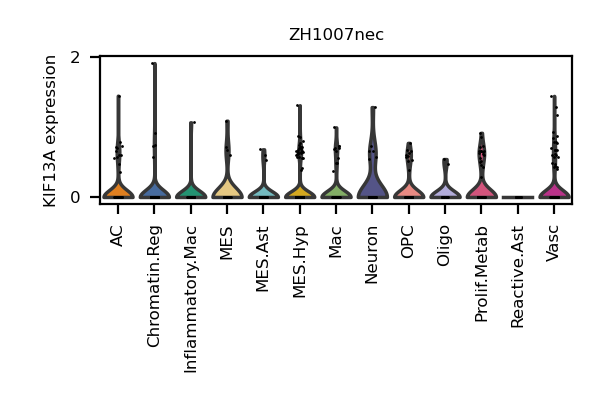 ZH1007nec
KIF13A expression
2
0
AC
Chromatin.Reg
Inflammatory.Mac
MES
MES.Ast
MES.Hyp
Mac
Neuron
OPC
Oligo
Prolif.Metab
Reactive.Ast
Vasc